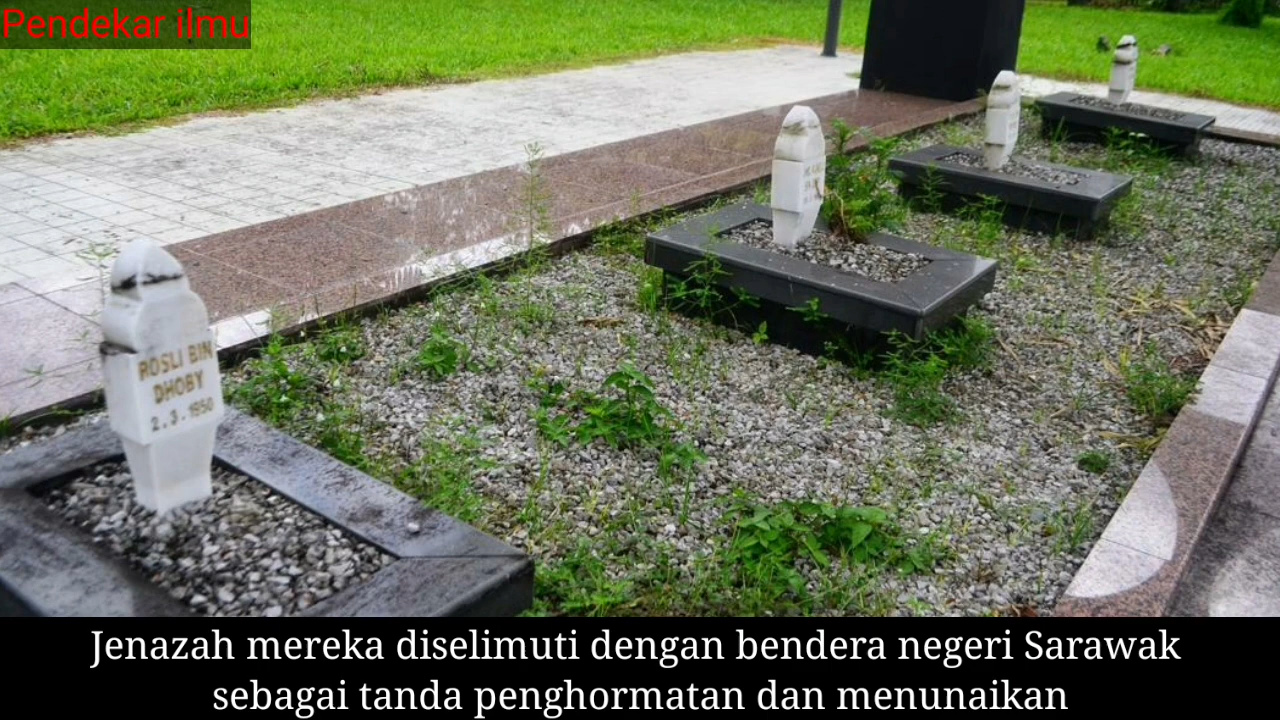 Pendekar ilmu
ROSLI BIN
DHOBY
2.3.1950
Jenazah mereka diselimuti dengan bendera negeri Sarawak
sebagai tanda penghormatan dan menunaikan